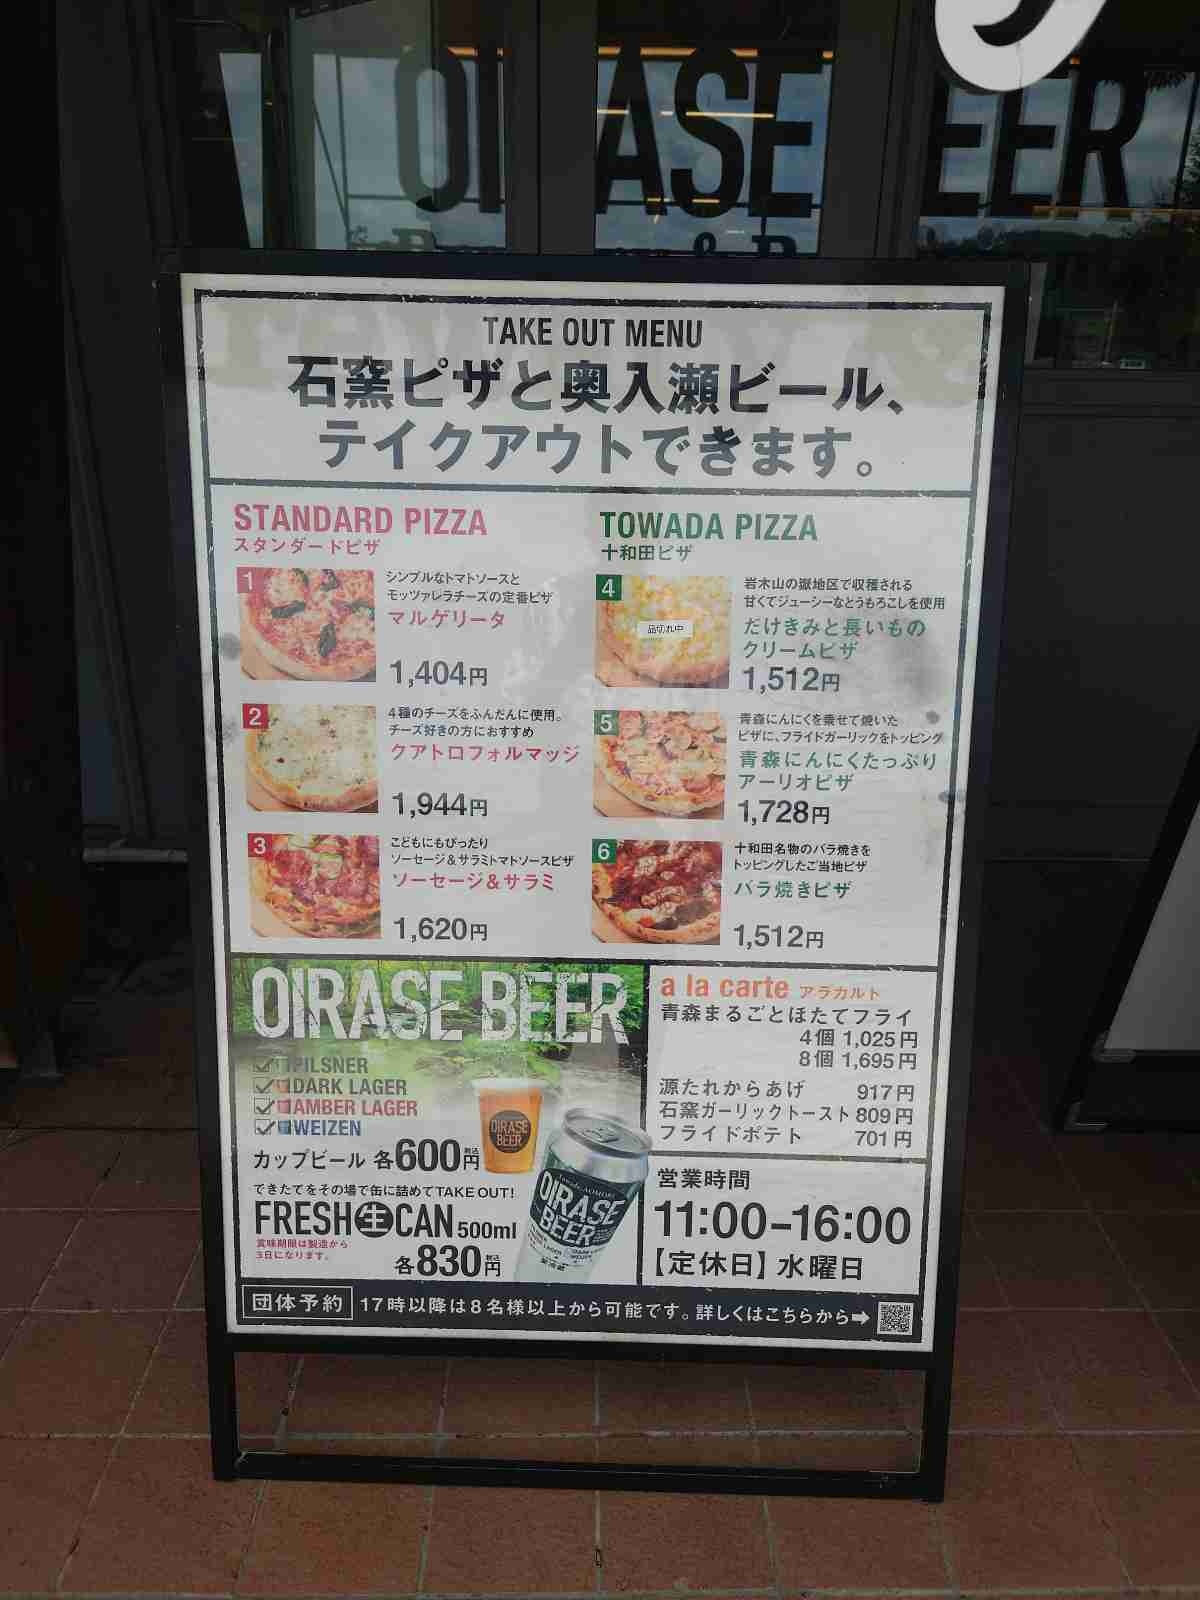 OIRASE BEER
TAKE OUT MENU
石窯ピザと奥入瀬ビール、
テイクアウトできます。
STANDARD PIZZA
スタンダードピザ
1
シンプルなトマトソースと
モッツァレラチーズの定番ピザ
マルゲリータ
1,404円
2
4種のチーズをふんだんに使用。
チーズ好きの方におすすめ
クアトロフォルマッジ
1,944円
3
こどもにもぴったり
ソーセージ&サラミトマトソースピザ
ソーセージ&サラミ
1,620円
TOWADA PIZZA
十和田ピザ
4
品切れ中
岩木山の嶽地区で収穫される
甘くてジューシーなとうもろこしを使用
だけきみと長いもの
クリームピザ
1,512円
5
青森にんにくを乗せて焼いた
ピザに、フライドガーリックをトッピング
青森にんにくたっぷり
アーリオピザ
1,728円
6
十和田名物のバラ焼きを
トッピングしたご当地ピザ
バラ焼きピザ
1,512円
OIRASE BEER
PILSNER
DARK LAGER
AMBER LAGER
WEIZEN
カップビール 各600円税込
OIRASE
BEER
できたてをその場で缶に詰めてTAKE OUT!
FRESH生CAN 500ml
賞味期限は製造から
3日になります。
各830円税込
OIRASE
BEER
a la carte アラカルト
青森まるごとほたてフライ
4個 1,025円
8個 1,695円
源たれからあげ 917円
石窯ガーリックトースト 809円
フライドポテト 701円
営業時間
11:00-16:00
【定休日】水曜日
団体予約 17時以降は8名様以上から可能です。詳しくはこちらから➡